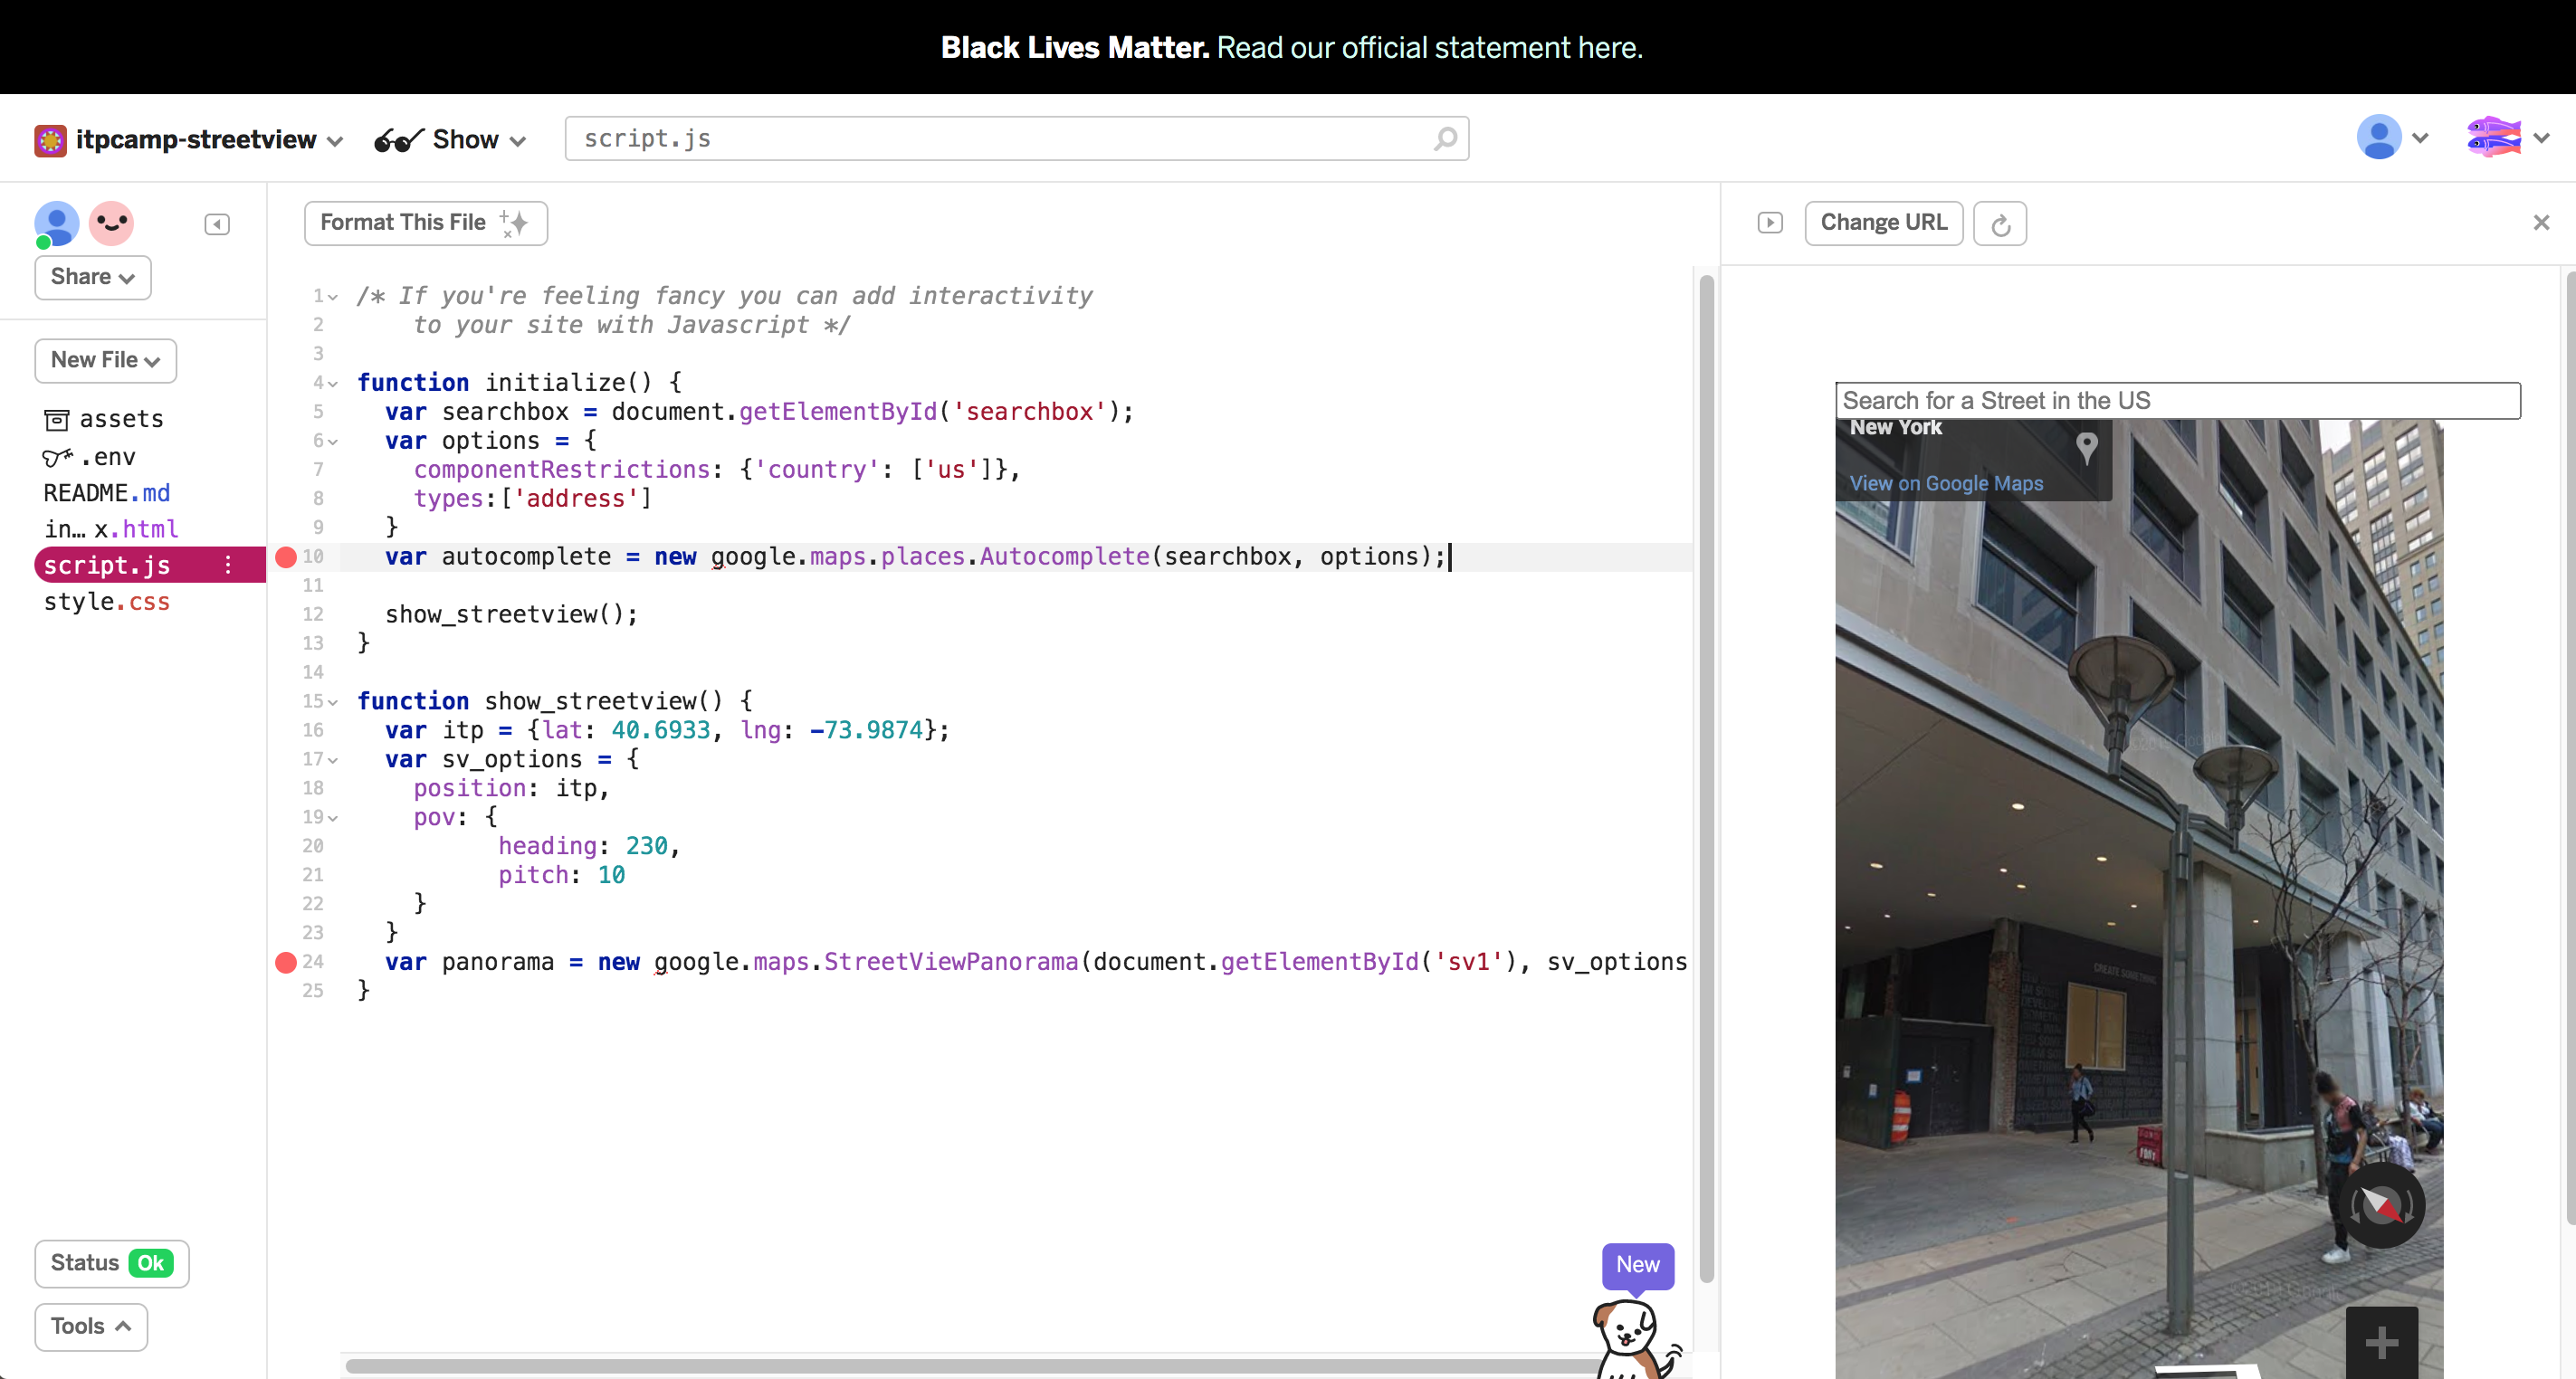 Black Lives Matter. Read our official statement here.
itpcamp-streetview Show script.js
Share
New File
assets
.env
README.md
in… x.html
script.js
style.css
Status Ok
Tools
Format This File
1 /* If you're feeling fancy you can add interactivity
2 to your site with Javascript */
3
4 function initialize() {
5 var searchbox = document.getElementById('searchbox');
6 var options = {
7 componentRestrictions: {'country': ['us']},
8 types:['address']
9 }
10 var autocomplete = new google.maps.places.Autocomplete(searchbox, options);
11
12 show_streetview();
13 }
14
15 function show_streetview() {
16 var itp = {lat: 40.6933, lng: -73.9874};
17 var sv_options = {
18 position: itp,
19 pov: {
20 heading: 230,
21 pitch: 10
22 }
23 }
24 var panorama = new google.maps.StreetViewPanorama(document.getElementById('sv1'), sv_options
25 }
New
Change URL
Search for a Street in the US
New York
View on Google Maps
CREATE SOMETHING